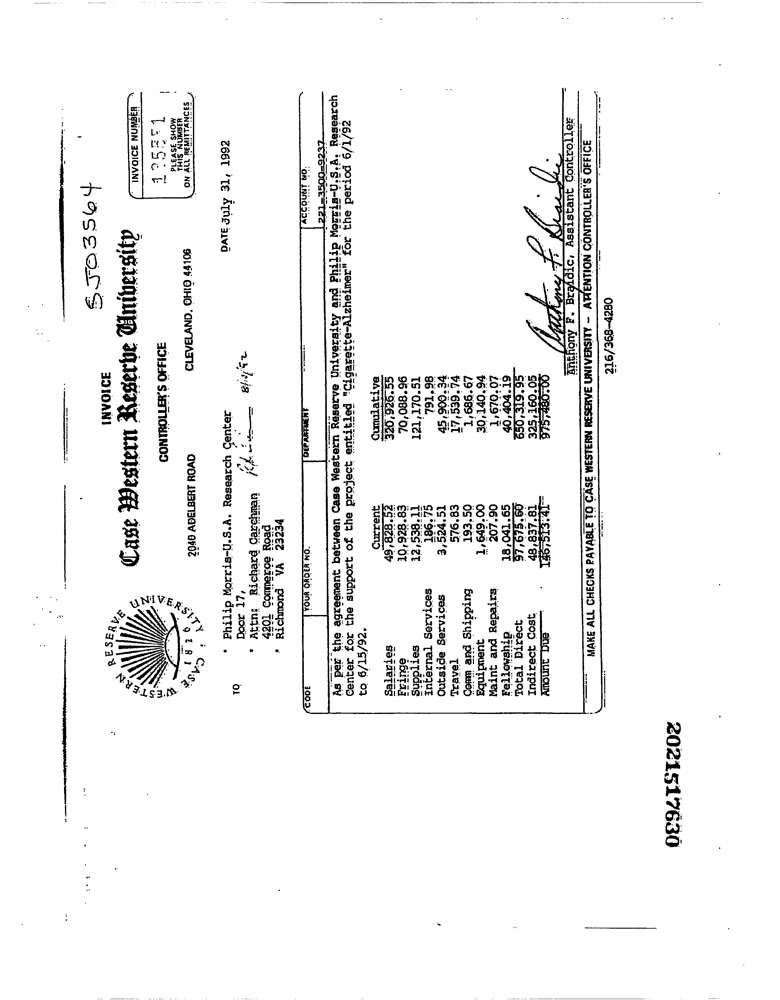 5J03564
INVOICE
Case Western Reserve University
CONTROLLER'S OFFICE
2040 ADELBERT ROAD CLEVELAND, OHIO 44106
WESTERN RESERVE UNIVERSITY CASE
1826
INVOICE NUMBER
PLEASE SHOW
THIS NUMBER
ON ALL REMITTANCES
DATE July 31, 1992
TO
Philip Morris-U.S.A. Research Center
Door 17,
Attn: Richard Carchman
4201 Commerce Road
Richmond VA 23234
CODE YOUR ORDER NO. DEPARTMENT ACCOUNT NO.
221-3500-9237
As per the agreement between Case Western Reserve University and Philip Morris-U.S.A. Research
Center for the support of the project entitled "Cigarette-Alzheimer" for the period 6/1/92
to 6/15/92.
Current Cumulative
Salaries 49,828.52 320,926.55
Fringe 10,928.83 70,088.96
Supplies 12,538.11 121,170.51
Internal Services 186.75 791.98
Outside Services 3,524.51 45,900.34
Travel 576.83 17,539.74
Comm and Shipping 193.50 1,686.67
Equipment 1,649.00 30,140.94
Maint and Repairs 207.90 1,670.07
Fellowship 18,041.65 40,404.19
Total Direct 97,675.60 650,319.95
Indirect Cost 48,837.81 325,160.05
Amount Due 146,513.41 975,480.00
Anthony F. Braidic
Anthony F. Braidic, Assistant Controller
MAKE ALL CHECKS PAYABLE TO CASE WESTERN RESERVE UNIVERSITY – ATTENTION CONTROLLER'S OFFICE
216/368-4280
2021517630